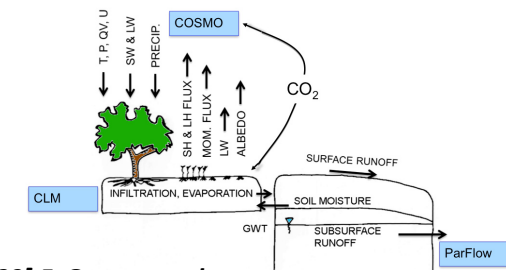 T, P, QV, U
SW & LW
PRECIP.
COSMO
SH & LH FLUX
MOM. FLUX
LW
ALBEDO
CO2
SURFACE RUNOFF
CLM
INFILTRATION, EVAPORATION
SOIL MOISTURE
GWT
SUBSURFACE
RUNOFF
ParFlow